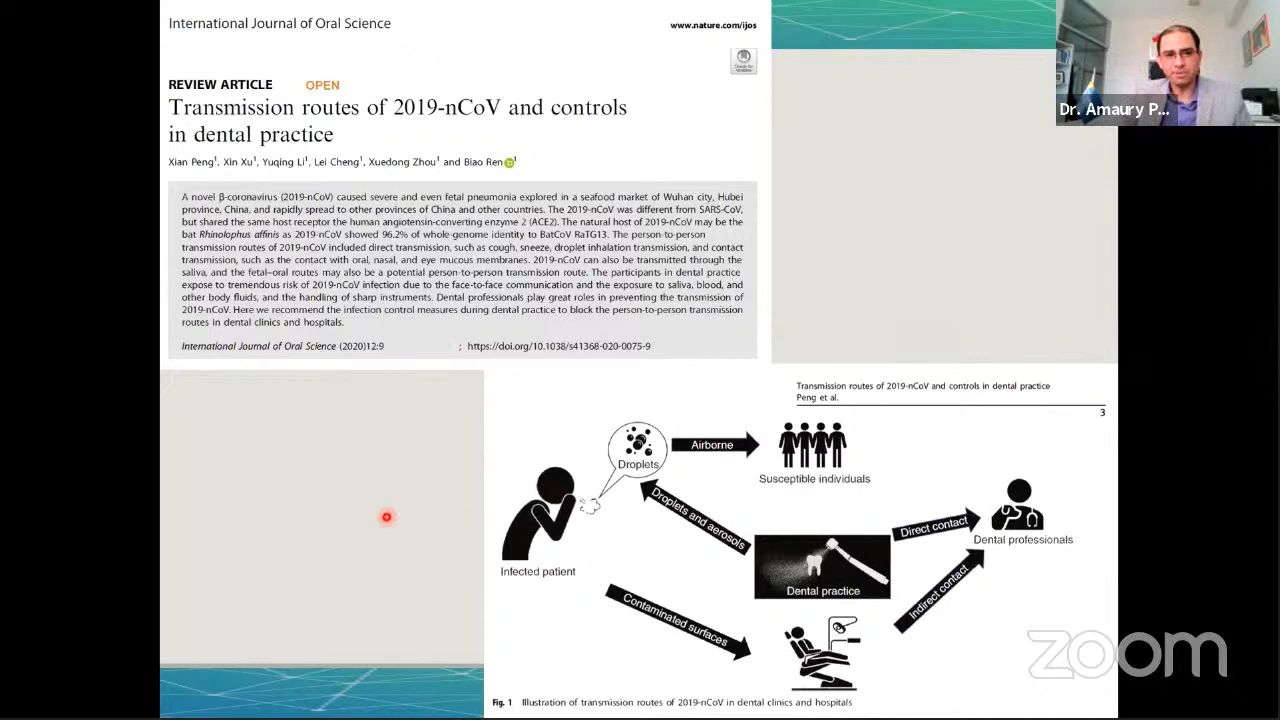 International Journal of Oral Science
www.nature.com/ijos
REVIEW ARTICLE OPEN
Transmission routes of 2019-nCoV and controls
in dental practice
Xian Peng1, Xin Xu1, Yuqing Li1, Lei Cheng1, Xuedong Zhou1 and Biao Ren1
A novel β-coronavirus (2019-nCoV) caused severe and even fetal pneumonia explored in a seafood market of Wuhan city, Hubei
province, China, and rapidly spread to other provinces of China and other countries. The 2019-nCoV was different from SARS-CoV,
but shared the same host receptor the human angiotensin-converting enzyme 2 (ACE2). The natural host of 2019-nCoV may be the
bat Rhinolophus affinis as 2019-nCoV showed 96.2% of whole-genome identity to BatCoV RaTG13. The person-to-person
transmission routes of 2019-nCoV included direct transmission, such as cough, sneeze, droplet inhalation transmission, and contact
transmission, such as the contact with oral, nasal, and eye mucous membranes. 2019-nCoV can also be transmitted through the
saliva, and the fetal–oral routes may also be a potential person-to-person transmission route. The participants in dental practice
expose to tremendous risk of 2019-nCoV infection due to the face-to-face communication and the exposure to saliva, blood, and
other body fluids, and the handling of sharp instruments. Dental professionals play great roles in preventing the transmission of
2019-nCoV. Here we recommend the infection control measures during dental practice to block the person-to-person transmission
routes in dental clinics and hospitals.
International Journal of Oral Science (2020)12:9 ; https://doi.org/10.1038/s41368-020-0075-9
Dr. Amaury P...
Transmission routes of 2019-nCoV and controls in dental practice
Peng et al.
3
Droplets
Airborne
Susceptible individuals
Infected patient
Droplets and aerosols
Dental practice
Direct contact
Dental professionals
Indirect contact
Contaminated surfaces
Fig. 1 Illustration of transmission routes of 2019-nCoV in dental clinics and hospitals
zoom